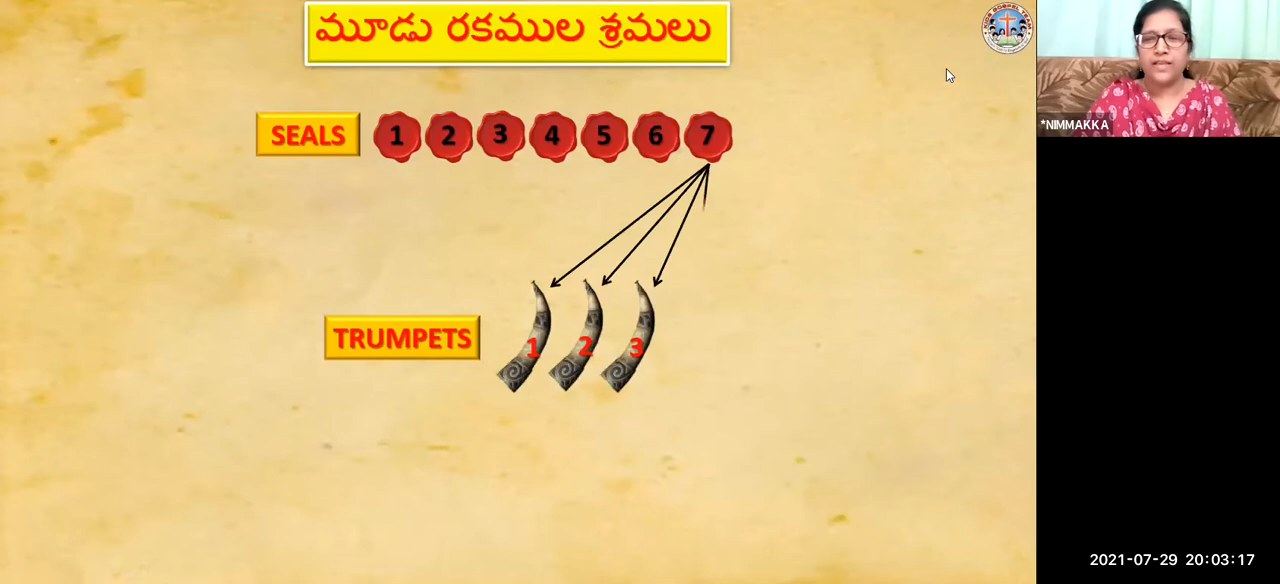 మూడు రకముల శ్రమలు
SEALS 1 2 3 4 5 6 7
TRUMPETS 1 2 3
*NIMMAKKA
2021-07-29 20:03:17